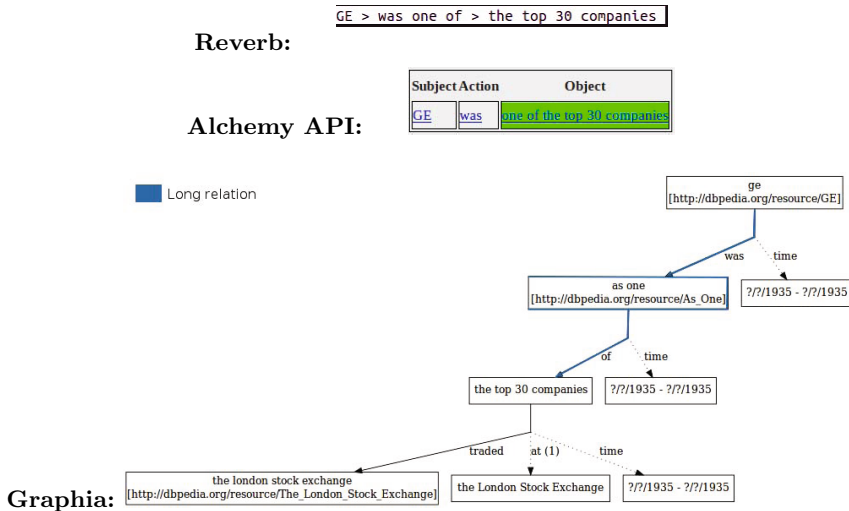 GE > was one of > the top 30 companies
Reverb:
Subject Action Object
GE was one of the top 30 companies
Alchemy API:
Long relation
ge
[http://dbpedia.org/resource/GE]
was time
as one
[http://dbpedia.org/resource/As_One]
?/?/1935 - ?/?/1935
of time
the top 30 companies
?/?/1935 - ?/?/1935
traded at (1) time
the london stock exchange
[http://dbpedia.org/resource/The_London_Stock_Exchange]
the London Stock Exchange
?/?/1935 - ?/?/1935
Graphia: